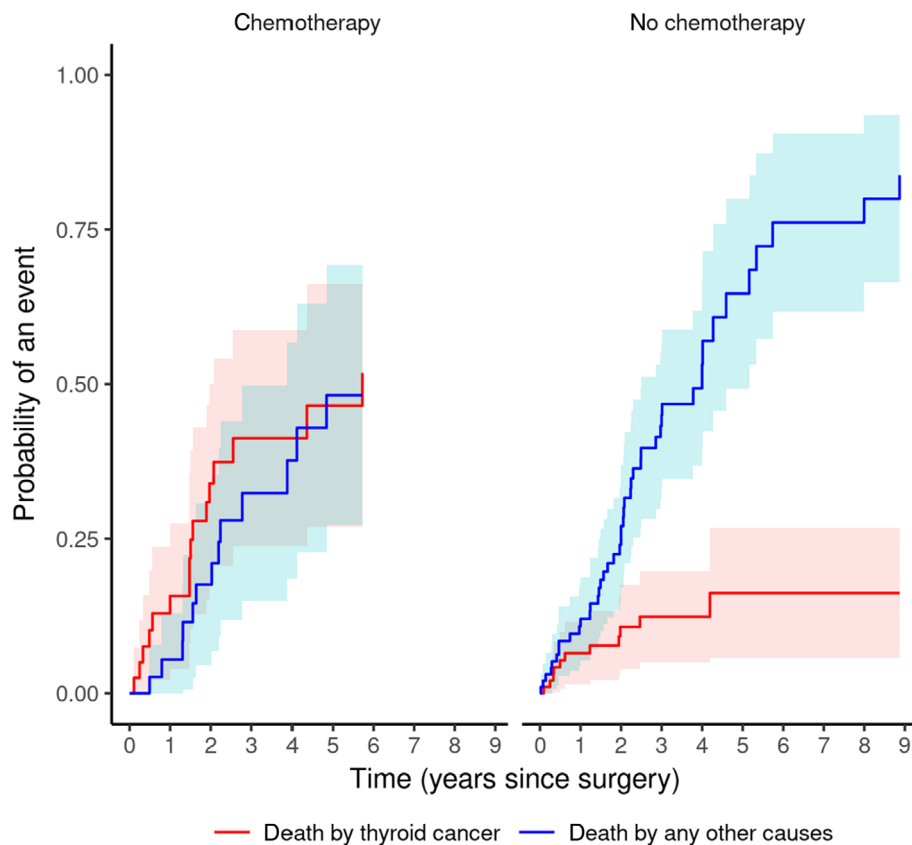 Chemotherapy
No chemotherapy
Probability of an event
1.00
0.75
0.50
0.25
0.00
0 1 2 3 4 5 6 7 8 9
0 1 2 3 4 5 6 7 8 9
Time (years since surgery)
Death by thyroid cancer
Death by any other causes